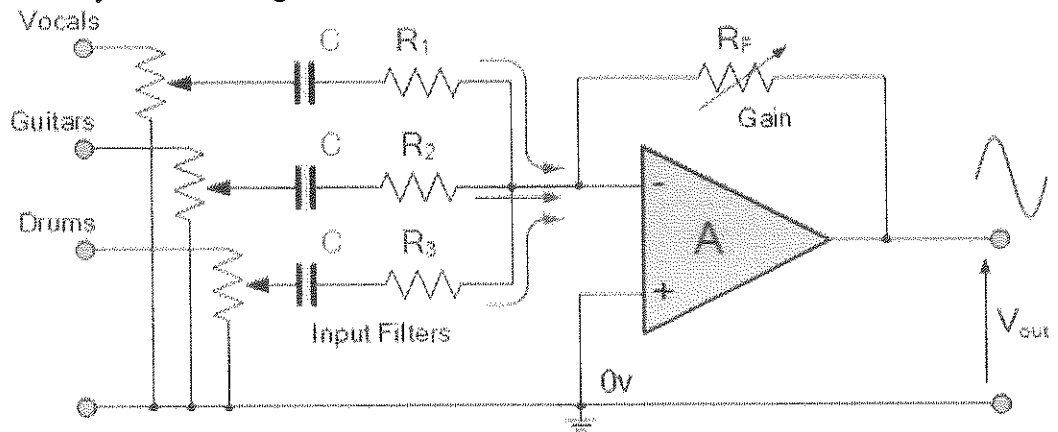 Vocals
C
R1
RF
Gain
Guitars
C
R2
-
A
Drums
C
R3
+
Input Filters
0v
Vout